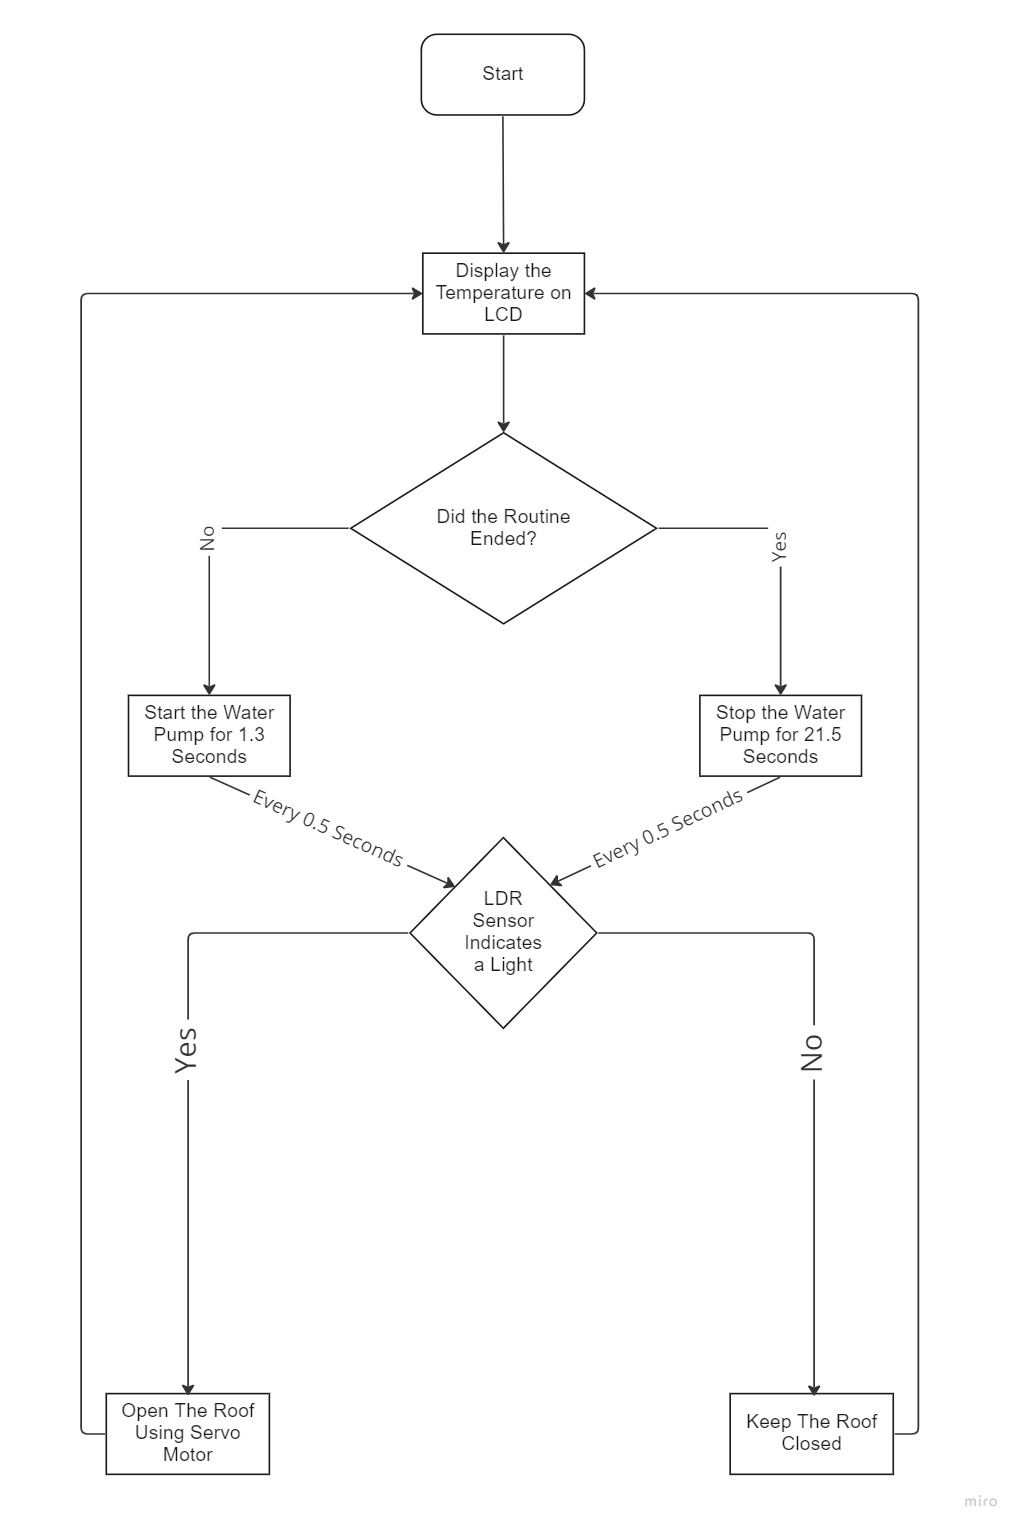 Start
Display the
Temperature on
LCD
Did the Routine
Ended?
No
Yes
Start the Water
Pump for 1.3
Seconds
Stop the Water
Pump for 21.5
Seconds
Every 0.5 Seconds
Every 0.5 Seconds
LDR
Sensor
Indicates
a Light
Yes
No
Open The Roof
Using Servo
Motor
Keep The Roof
Closed
miro